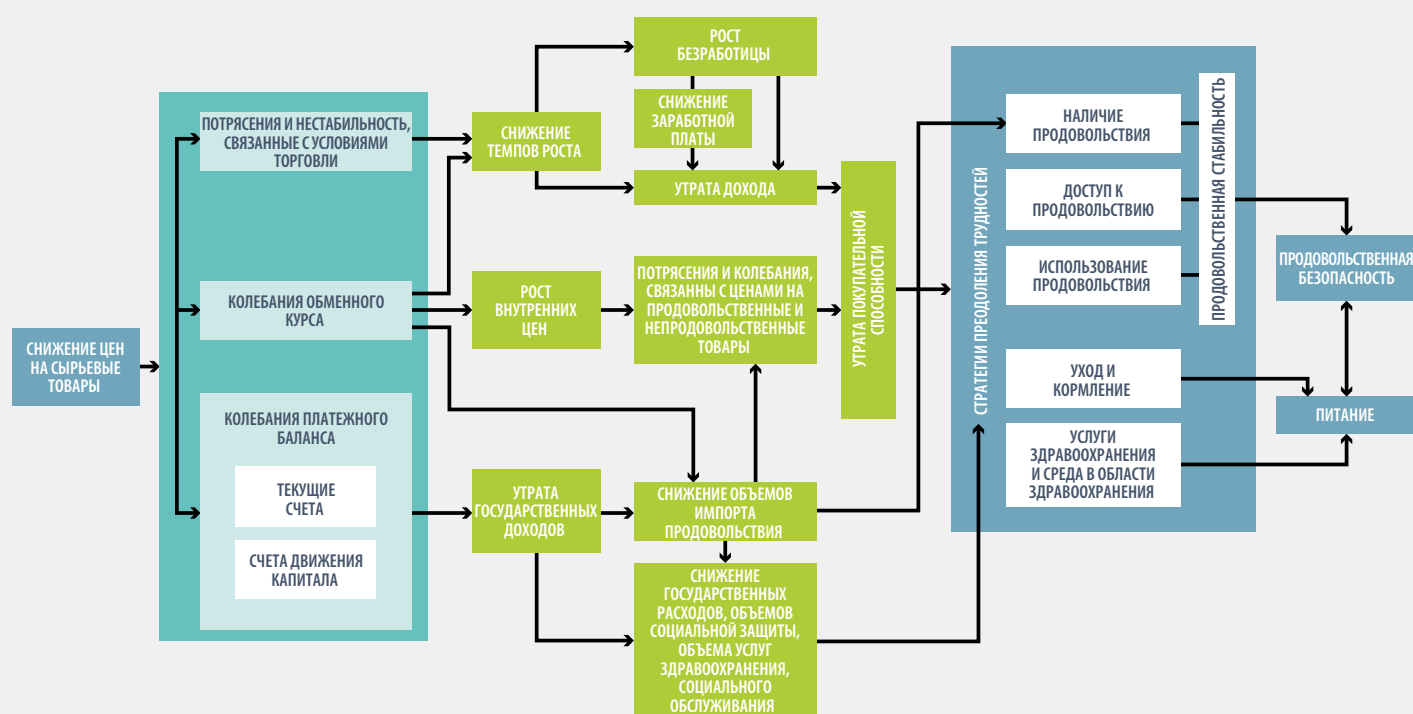 СНИЖЕНИЕ ЦЕН
НА СЫРЬЕВЫЕ
ТОВАРЫ
ПОТРЯСЕНИЯ И НЕСТАБИЛЬНОСТЬ,
СВЯЗАННЫЕ С УСЛОВИЯМИ
ТОРГОВЛИ
КОЛЕБАНИЯ ОБМЕННОГО
КУРСА
КОЛЕБАНИЯ ПЛАТЕЖНОГО
БАЛАНСА
ТЕКУЩИЕ
СЧЕТА
СЧЕТА ДВИЖЕНИЯ
КАПИТАЛА
СНИЖЕНИЕ
ТЕМПОВ РОСТА
РОСТ
ВНУТРЕННИХ
ЦЕН
УТРАТА
ГОСУДАРСТВЕННЫХ
ДОХОДОВ
РОСТ
БЕЗРАБОТИЦЫ
СНИЖЕНИЕ
ЗАРАБОТНОЙ
ПЛАТЫ
УТРАТА ДОХОДА
ПОТРЯСЕНИЯ И КОЛЕБАНИЯ,
СВЯЗАННЫ С ЦЕНАМИ НА
ПРОДОВОЛЬСТВЕННЫЕ И
НЕПРОДОВОЛЬСТВЕННЫЕ
ТОВАРЫ
СНИЖЕНИЕ ОБЪЕМОВ
ИМПОРТА
ПРОДОВОЛЬСТВИЯ
СНИЖЕНИЕ
ГОСУДАРСТВЕННЫХ
РАСХОДОВ, ОБЪЕМОВ
СОЦИАЛЬНОЙ ЗАЩИТЫ,
ОБЪЕМА УСЛУГ
ЗДРАВООХРАНЕНИЯ,
СОЦИАЛЬНОГО
ОБСЛУЖИВАНИЯ
УТРАТА ПОКУПАТЕЛЬНОЙ
СПОСОБНОСТИ
СТРАТЕГИИ ПРЕОДОЛЕНИЯ ТРУДНОСТЕЙ
НАЛИЧИЕ
ПРОДОВОЛЬСТВИЯ
ДОСТУП К
ПРОДОВОЛЬСТВИЮ
ИСПОЛЬЗОВАНИЕ
ПРОДОВОЛЬСТВИЯ
ПРОДОВОЛЬСТВЕННАЯ СТАБИЛЬНОСТЬ
УХОД И
КОРМЛЕНИЕ
УСЛУГИ
ЗДРАВООХРАНЕНИЯ
И СРЕДА В ОБЛАСТИ
ЗДРАВООХРАНЕНИЯ
ПРОДОВОЛЬСТВЕННАЯ
БЕЗОПАСНОСТЬ
ПИТАНИЕ